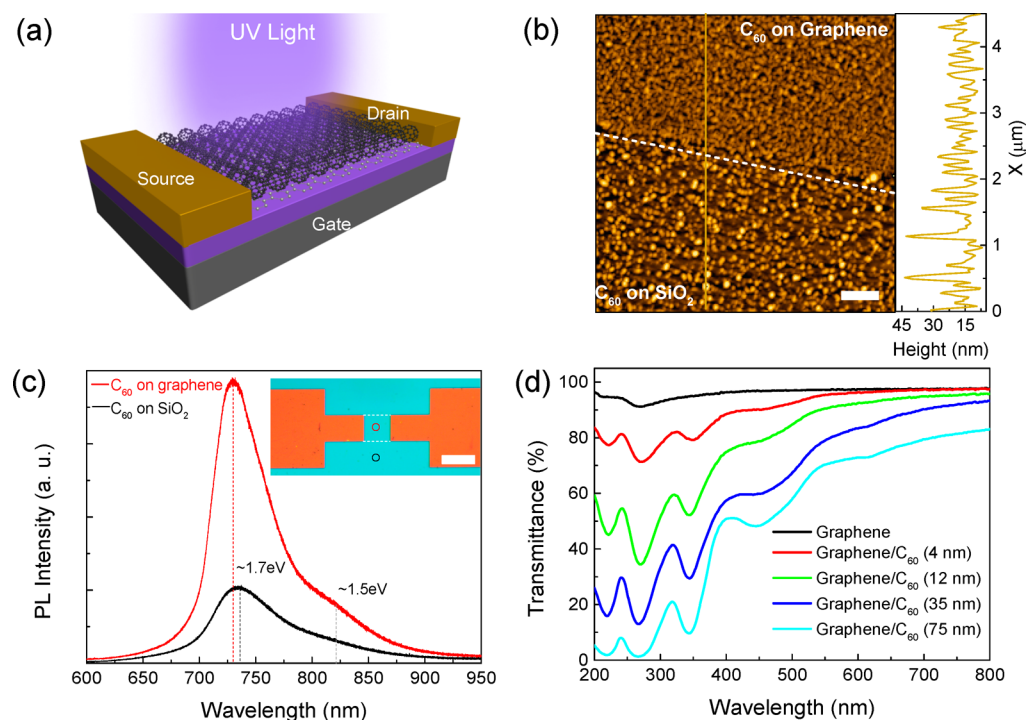 (a)
UV Light
Drain
Source
Gate
(b)
C₆₀ on Graphene
C₆₀ on SiO₂
4
3
2
1
0
X (μm)
45 30 15
Height (nm)
(c)
C₆₀ on graphene
C₆₀ on SiO₂
~1.7eV
~1.5eV
PL Intensity (a. u.)
600 650 700 750 800 850 900 950
Wavelength (nm)
(d)
100
80
60
40
20
0
Transmittance (%)
Graphene
Graphene/C₆₀ (4 nm)
Graphene/C₆₀ (12 nm)
Graphene/C₆₀ (35 nm)
Graphene/C₆₀ (75 nm)
200 300 400 500 600 700 800
Wavelength (nm)